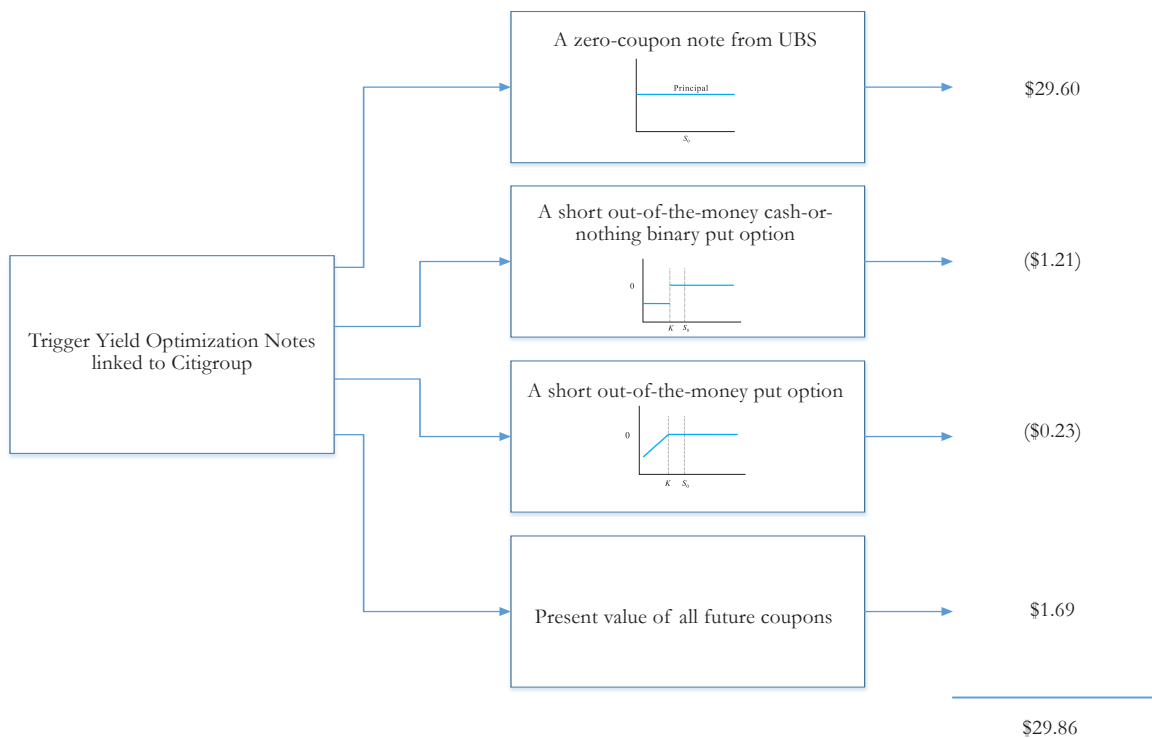 Trigger Yield Optimization Notes
linked to Citigroup
A zero-coupon note from UBS
Principal
S₀
$29.60
A short out-of-the-money cash-or-
nothing binary put option
0
K S₀
($1.21)
A short out-of-the-money put option
0
K S₀
($0.23)
Present value of all future coupons
$1.69
$29.86